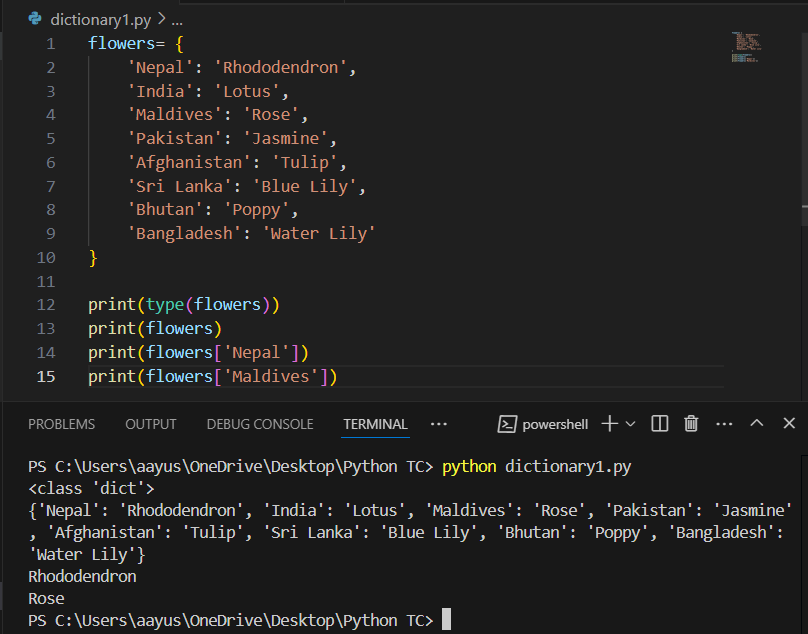 dictionary1.py > ...
1 flowers= {
2 'Nepal': 'Rhododendron',
3 'India': 'Lotus',
4 'Maldives': 'Rose',
5 'Pakistan': 'Jasmine',
6 'Afghanistan': 'Tulip',
7 'Sri Lanka': 'Blue Lily',
8 'Bhutan': 'Poppy',
9 'Bangladesh': 'Water Lily'
10 }
11
12 print(type(flowers))
13 print(flowers)
14 print(flowers['Nepal'])
15 print(flowers['Maldives'])
PROBLEMS OUTPUT DEBUG CONSOLE TERMINAL ... powershell
PS C:\Users\aayus\OneDrive\Desktop\Python TC> python dictionary1.py
<class 'dict'>
{'Nepal': 'Rhododendron', 'India': 'Lotus', 'Maldives': 'Rose', 'Pakistan': 'Jasmine'
, 'Afghanistan': 'Tulip', 'Sri Lanka': 'Blue Lily', 'Bhutan': 'Poppy', 'Bangladesh':
'Water Lily'}
Rhododendron
Rose
PS C:\Users\aayus\OneDrive\Desktop\Python TC>